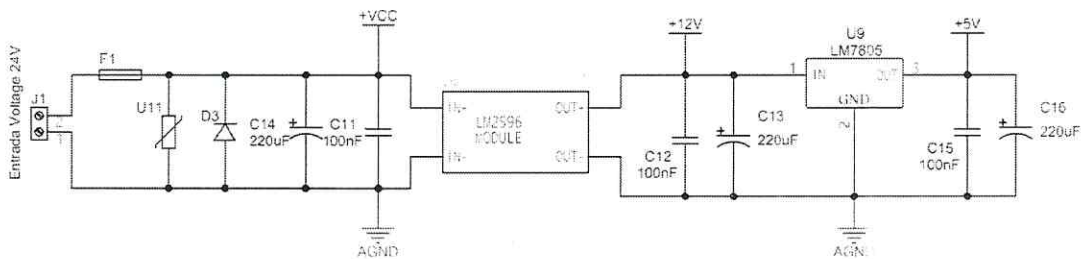 +VCC
+12V
U9
LM7805
+5V
Entrada Voltage 24V
J1
F1
U11
D3
C14
220uF
C11
100nF
IN-
IN-
LM2596
MODULE
OUT-
OUT-
C12
100nF
C13
220uF
1
IN
OUT
3
GND
2
C15
100nF
C16
220uF
AGND
AGND